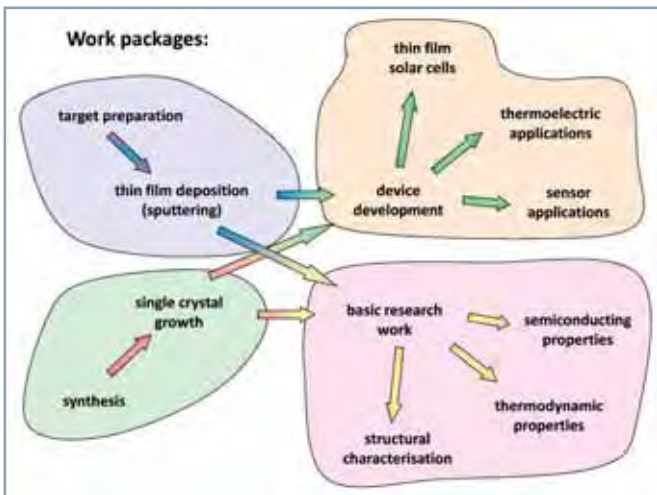 Work packages:
target preparation
thin film deposition
(sputtering)
single crystal
growth
synthesis
thin film
solar cells
thermoelectric
applications
device
development
sensor
applications
basic research
work
semiconducting
properties
thermodynamic
properties
structural
characterisation